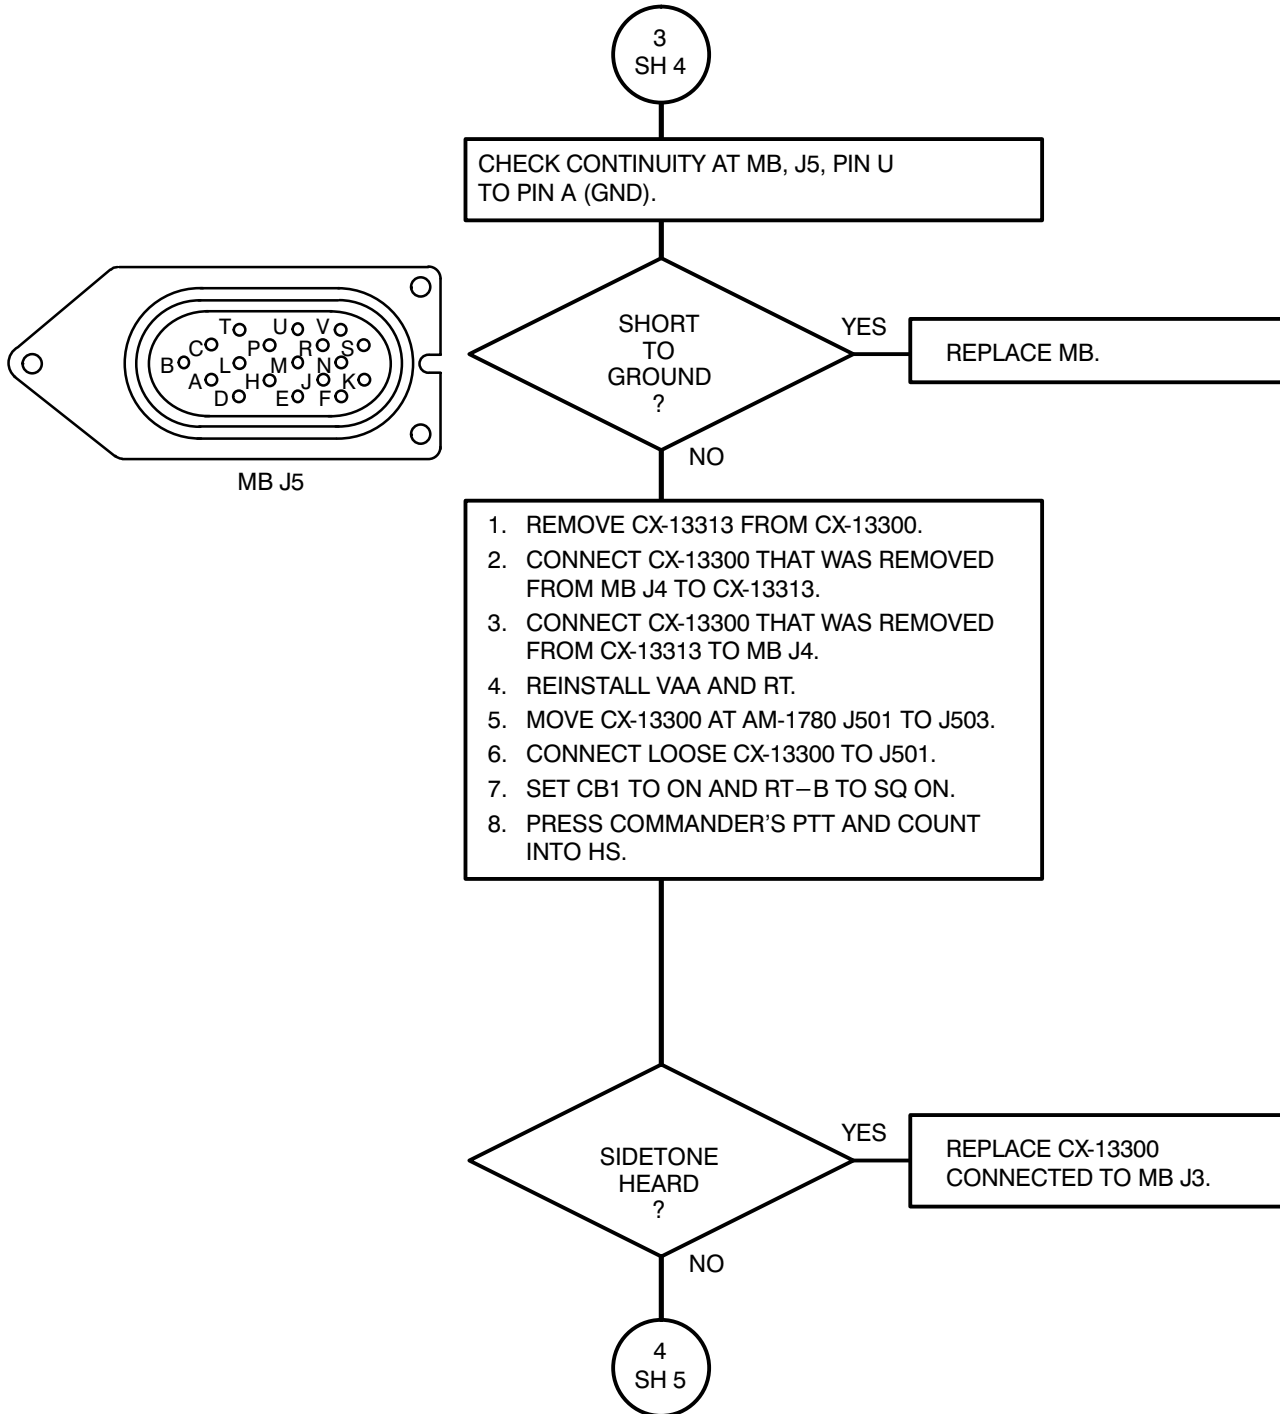 3
SH 4
CHECK CONTINUITY AT MB, J5, PIN U
TO PIN A (GND).
SHORT
TO
GROUND
?
YES
REPLACE MB.
NO
T U V
C P R S
B L M N
A H J K
D E F
MB J5
1. REMOVE CX-13313 FROM CX-13300.
2. CONNECT CX-13300 THAT WAS REMOVED
FROM MB J4 TO CX-13313.
3. CONNECT CX-13300 THAT WAS REMOVED
FROM CX-13313 TO MB J4.
4. REINSTALL VAA AND RT.
5. MOVE CX-13300 AT AM-1780 J501 TO J503.
6. CONNECT LOOSE CX-13300 TO J501.
7. SET CB1 TO ON AND RT−B TO SQ ON.
8. PRESS COMMANDER'S PTT AND COUNT
INTO HS.
SIDETONE
HEARD
?
YES
REPLACE CX-13300
CONNECTED TO MB J3.
NO
4
SH 5